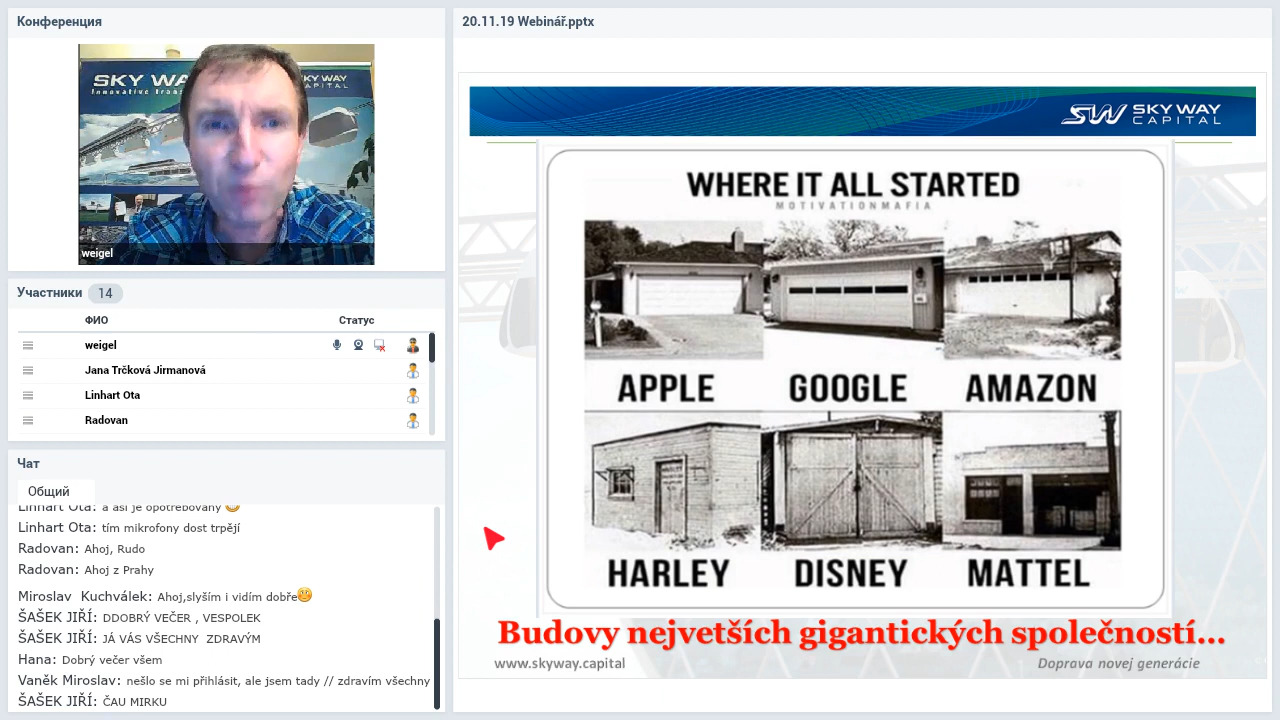 Конференция
SKY WA
Innovative trans
KY WAY
CAPITAL
weigel
Участники 14
ФИО Статус
weigel
Jana Trčková Jirmanová
Linhart Ota
Radovan
Чат
Общий
Linhart Ota: a asi je opotřebovaný
Linhart Ota: tím mikrofony dost trpějí
Radovan: Ahoj, Rudo
Radovan: Ahoj z Prahy
Miroslav Kuchválek: Ahoj,slyším i vidím dobře
ŠAŠEK JIŘÍ: DDOBRÝ VEČER , VESPOLEK
ŠAŠEK JIŘÍ: JÁ VÁS VŠECHNY ZDRAVÝM
Hana: Dobrý večer všem
Vaněk Miroslav: nešlo se mi přihlásit, ale jsem tady // zdravím všechny
ŠAŠEK JIŘÍ: ČAU MIRKU
20.11.19 Webinář.pptx
SW SKY WAY
CAPITAL
WHERE IT ALL STARTED
MOTIVATIONMAFIA
APPLE GOOGLE AMAZON
HARLEY DISNEY MATTEL
Budovy nejvetších gigantických společností...
www.skyway.capital Doprava novej generácie